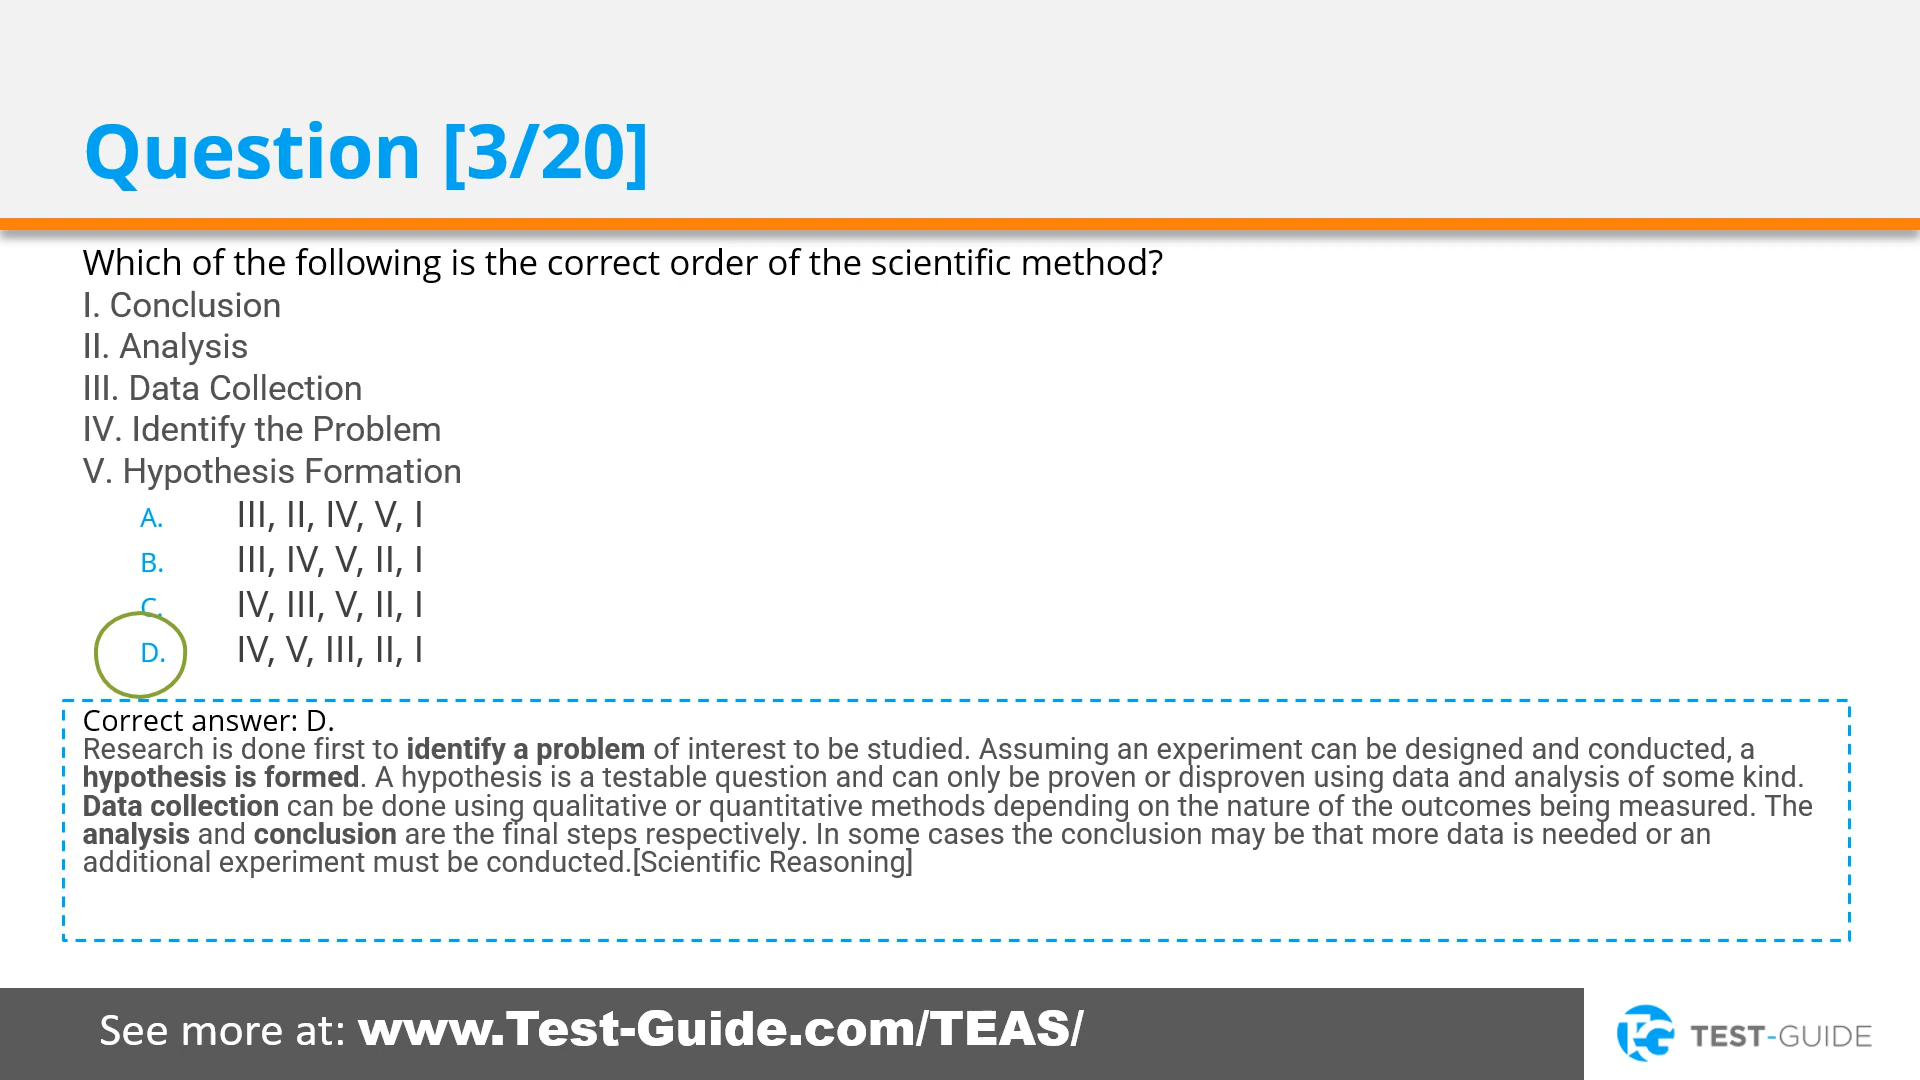 Question [3/20]
Which of the following is the correct order of the scientific method?
I. Conclusion
II. Analysis
III. Data Collection
IV. Identify the Problem
V. Hypothesis Formation
A. III, II, IV, V, I
B. III, IV, V, II, I
C. IV, III, V, II, I
D. IV, V, III, II, I
Correct answer: D.
Research is done first to identify a problem of interest to be studied. Assuming an experiment can be designed and conducted, a
hypothesis is formed. A hypothesis is a testable question and can only be proven or disproven using data and analysis of some kind.
Data collection can be done using qualitative or quantitative methods depending on the nature of the outcomes being measured. The
analysis and conclusion are the final steps respectively. In some cases the conclusion may be that more data is needed or an
additional experiment must be conducted.[Scientific Reasoning]
See more at: www.Test-Guide.com/TEAS/
TEST-GUIDE